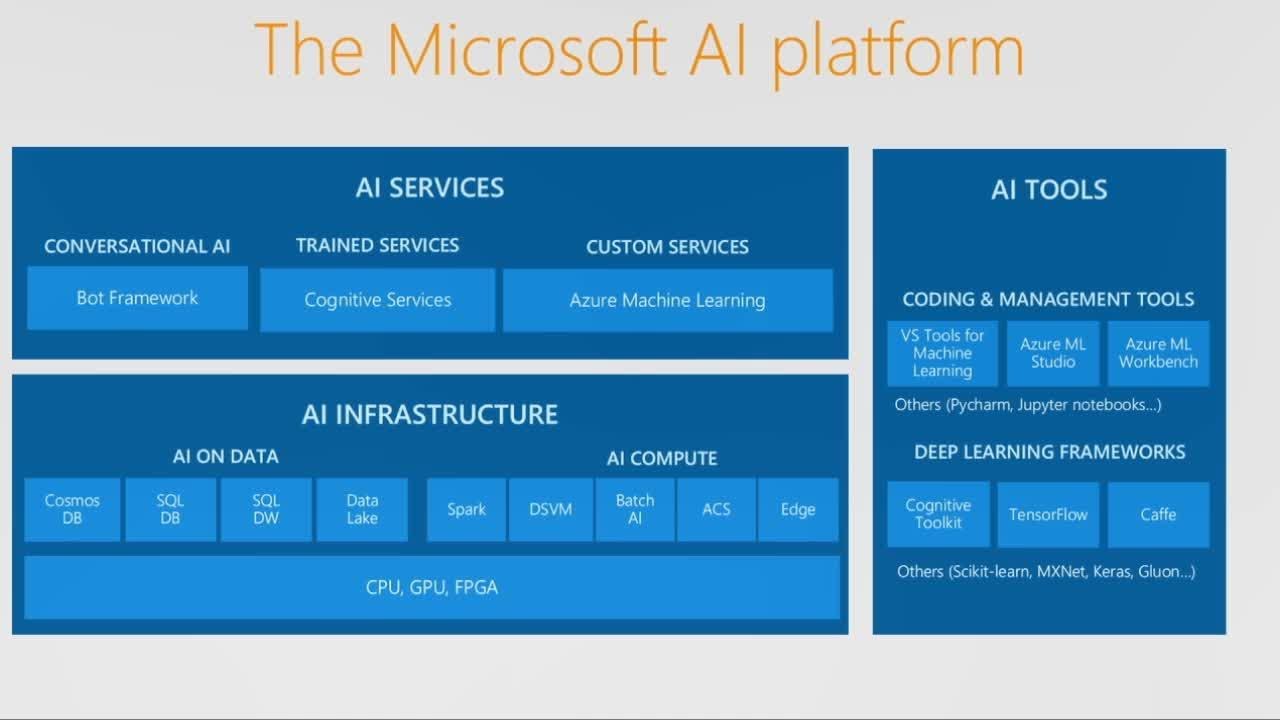 The Microsoft AI platform
AI SERVICES
CONVERSATIONAL AI
Bot Framework
TRAINED SERVICES
Cognitive Services
CUSTOM SERVICES
Azure Machine Learning
AI INFRASTRUCTURE
AI ON DATA
Cosmos
DB
SQL
DB
SQL
DW
Data
Lake
AI COMPUTE
Spark
DSVM
Batch
AI
ACS
Edge
CPU, GPU, FPGA
AI TOOLS
CODING & MANAGEMENT TOOLS
VS Tools for
Machine
Learning
Azure ML
Studio
Azure ML
Workbench
Others (Pycharm, Jupyter notebooks...)
DEEP LEARNING FRAMEWORKS
Cognitive
Toolkit
TensorFlow
Caffe
Others (Scikit-learn, MXNet, Keras, Gluon...)